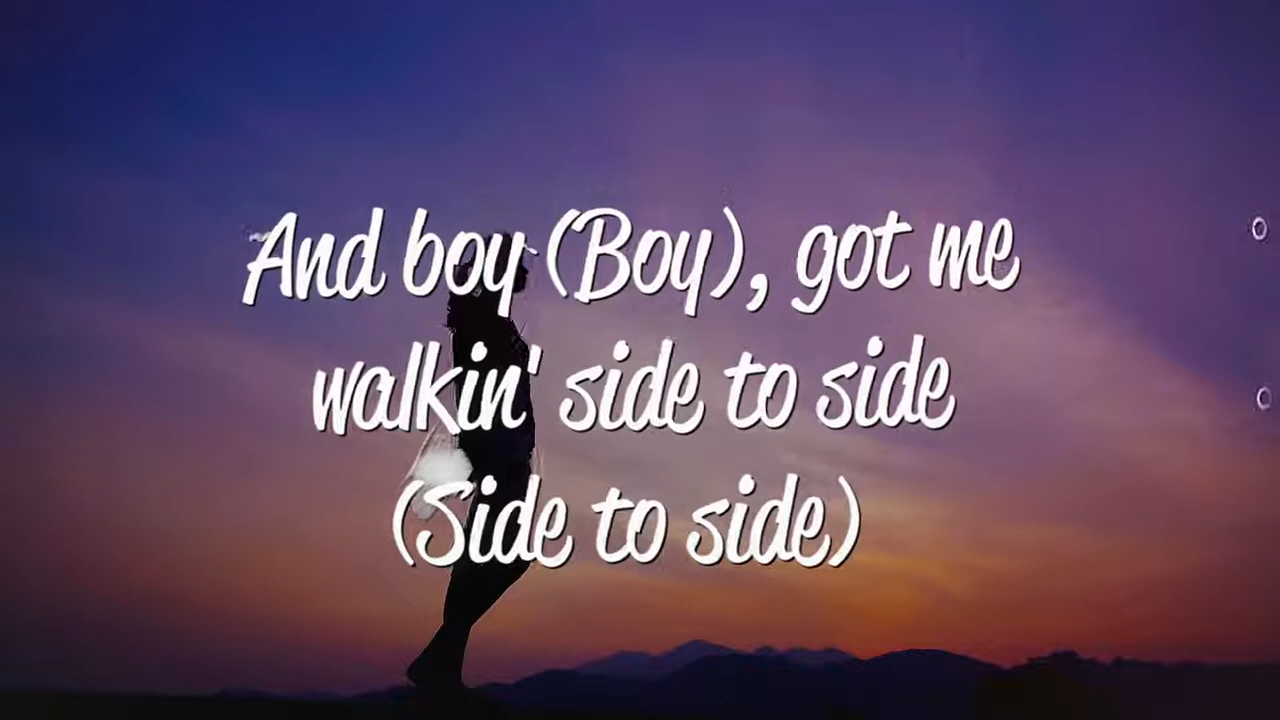 And boy (Boy), got me
walkin' side to side
(Side to side)